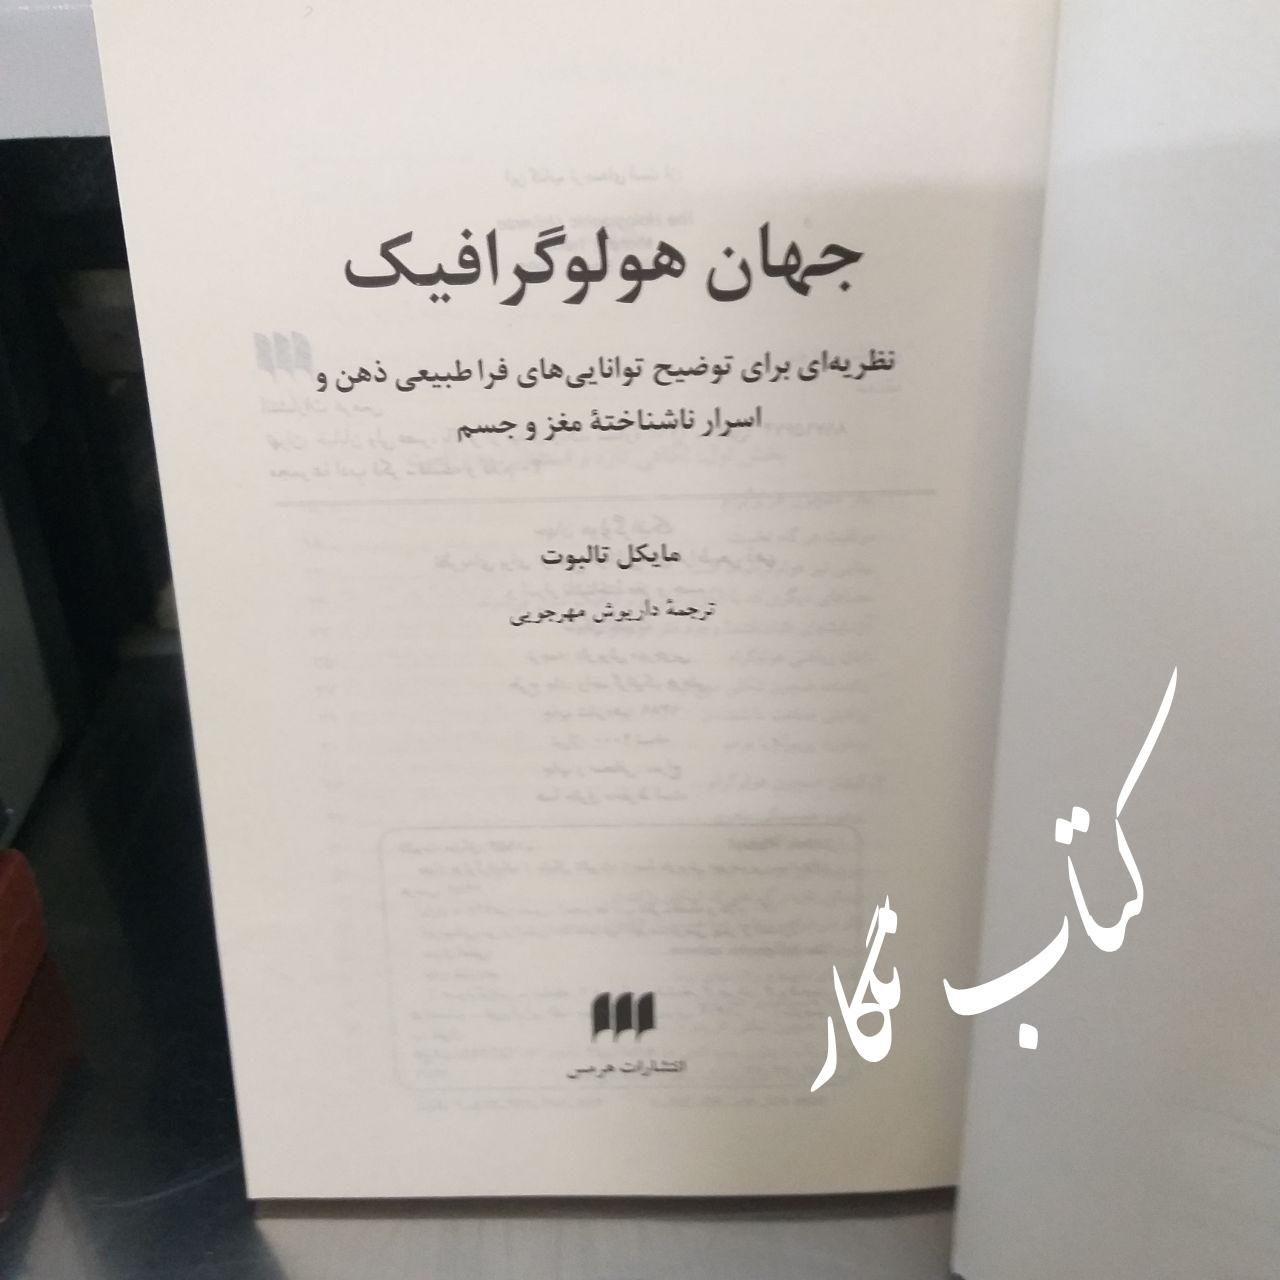 جهان هولوگرافیک
نظریه‌ای برای توضیح توانایی‌های فراطبیعی ذهن و
اسرار ناشناختهٔ مغز و جسم
مایکل تالبوت
ترجمهٔ داریوش مهرجویی
انتشارات هرمس
کتاب نگار